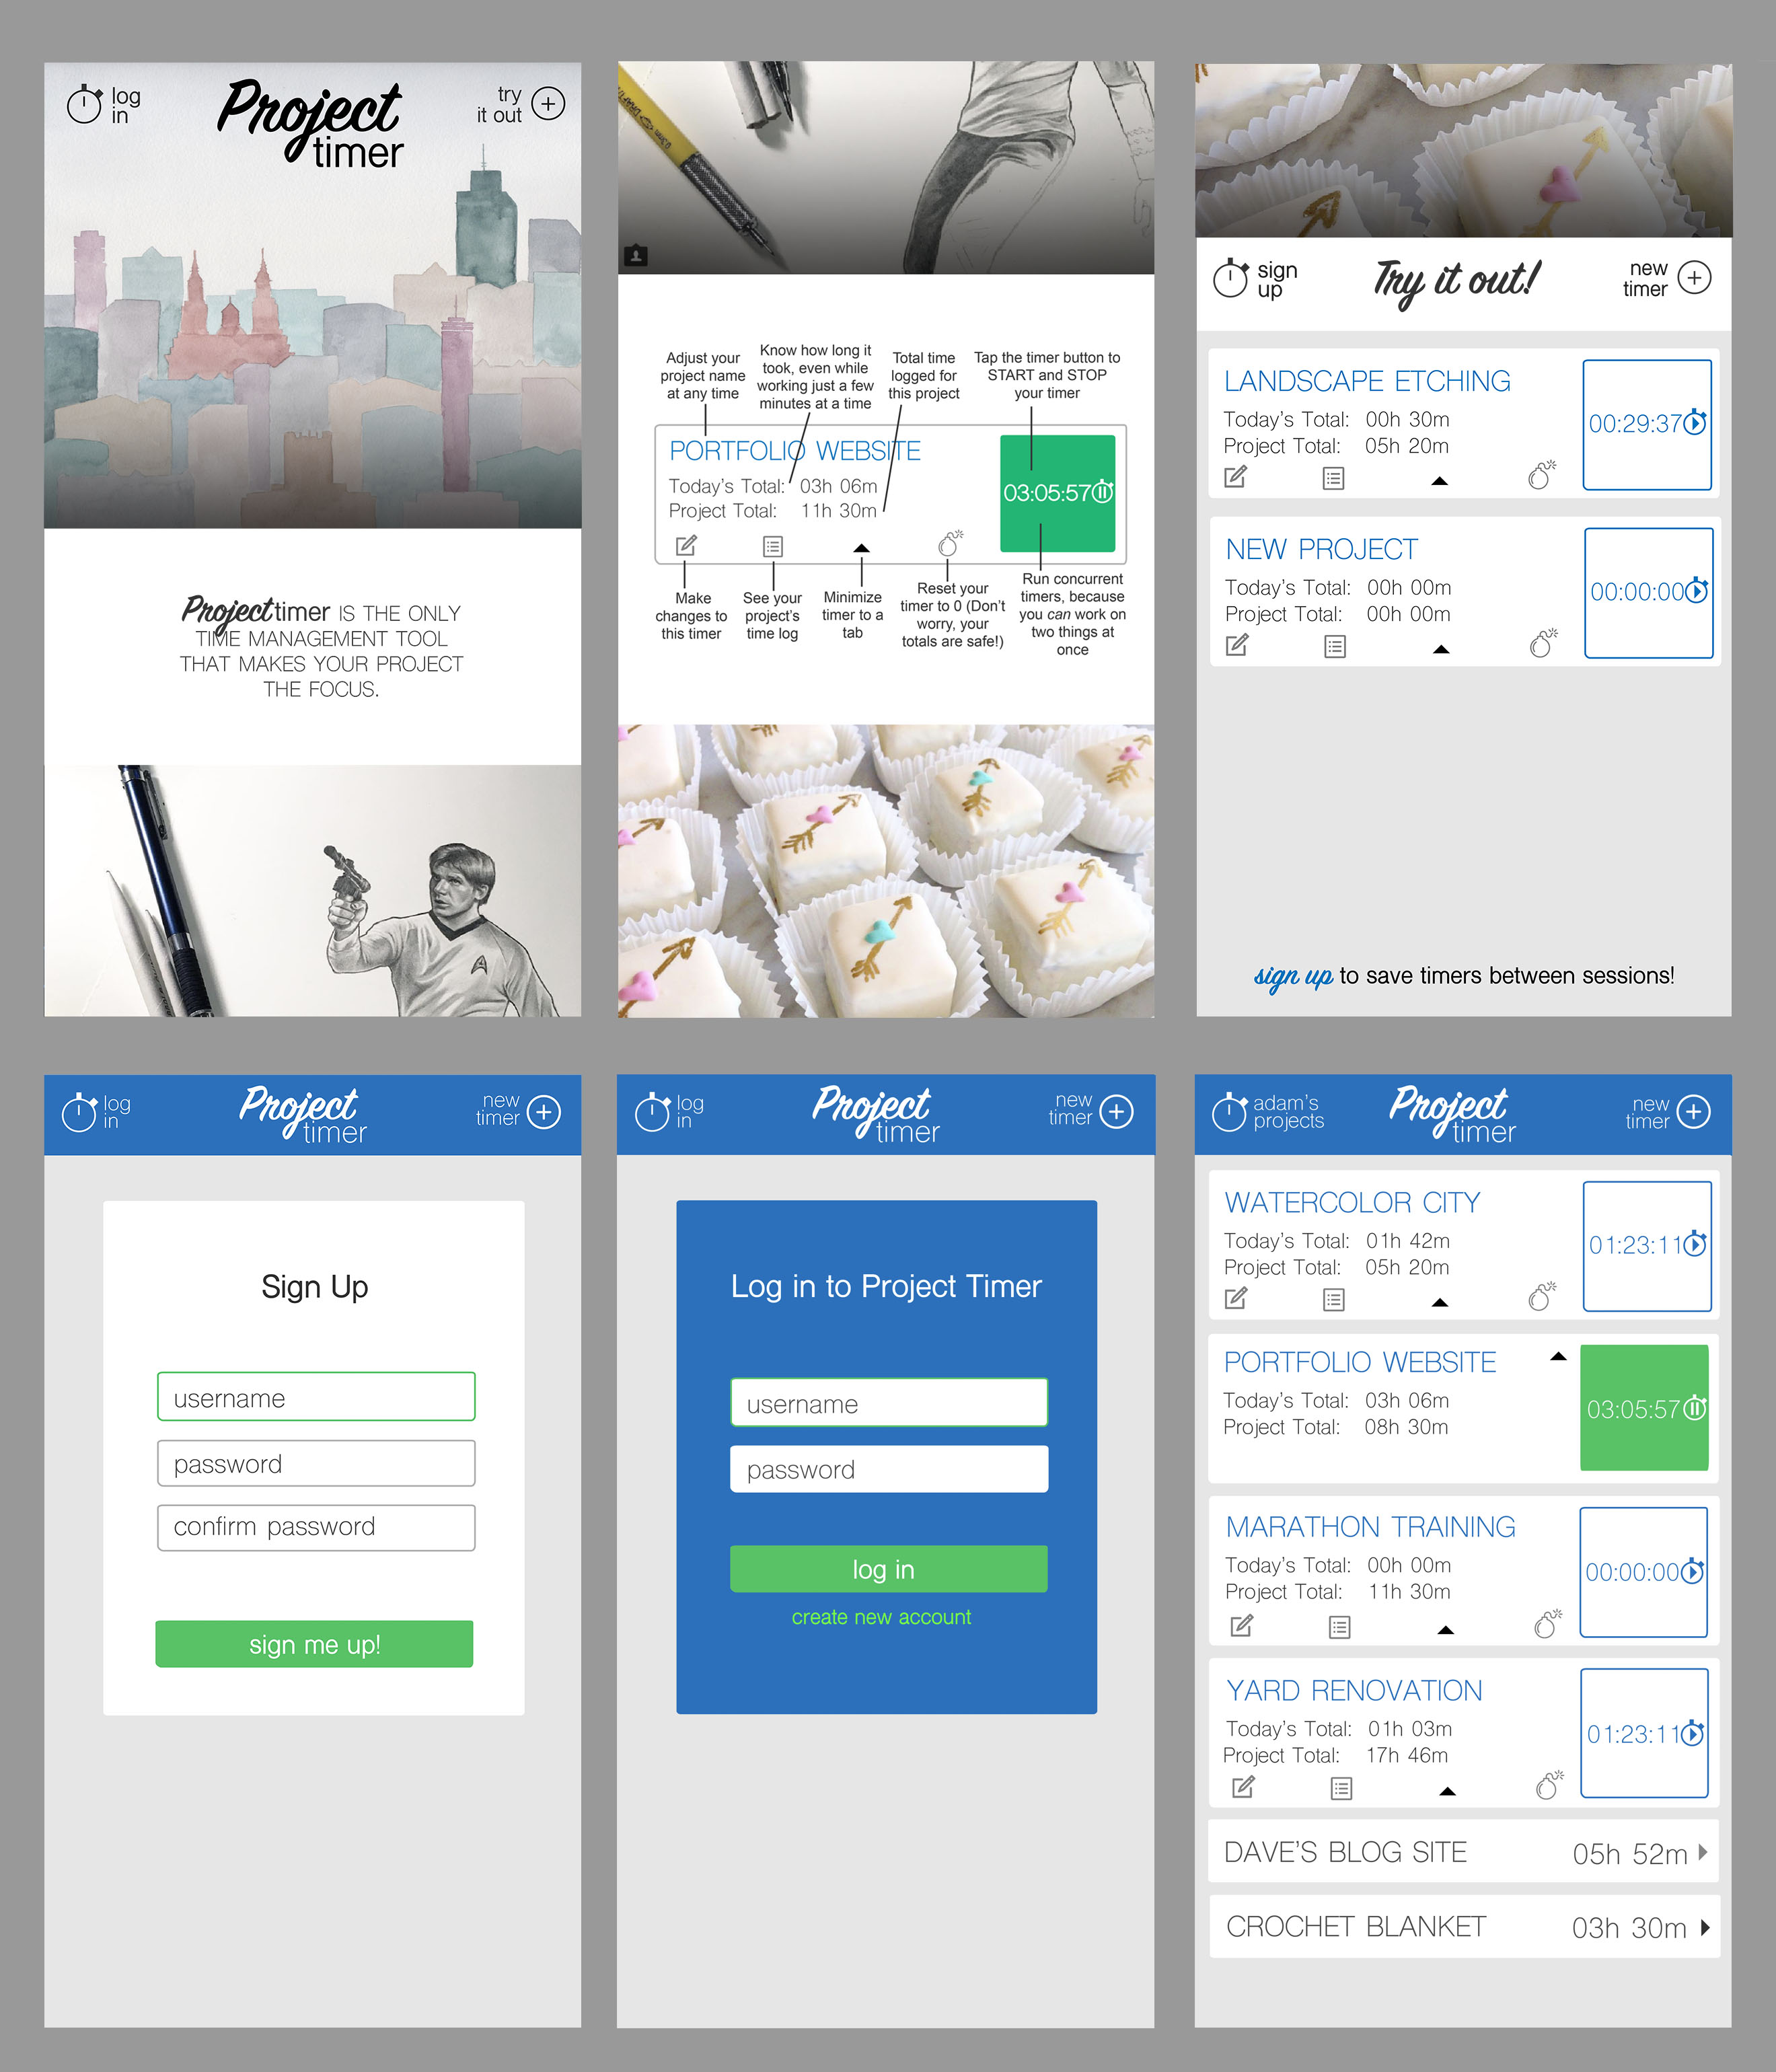 log
in
Project
timer
try
it out
Project timer IS THE ONLY
TIME MANAGEMENT TOOL
THAT MAKES YOUR PROJECT
THE FOCUS.
Adjust your
project name
at any time
Know how long it
took, even while
working just a few
minutes at a time
Total time
logged for
this project
Tap the timer button to
START and STOP
your timer
PORTFOLIO WEBSITE
Today's Total: 03h 06m
Project Total: 11h 30m
03:05:57
Make
changes to
this timer
See your
project's
time log
Minimize
timer to a
tab
Reset your
timer to 0 (Don't
worry, your
totals are safe!)
Run concurrent
timers, because
you can work on
two things at
once
sign
up
Try it out!
new
timer
LANDSCAPE ETCHING
Today's Total: 00h 30m
Project Total: 05h 20m
00:29:37
NEW PROJECT
Today's Total: 00h 00m
Project Total: 00h 00m
00:00:00
sign up to save timers between sessions!
log
in
Project
timer
new
timer
Sign Up
username
password
confirm password
sign me up!
log
in
Project
timer
new
timer
Log in to Project Timer
username
password
log in
create new account
adam's
projects
Project
timer
new
timer
WATERCOLOR CITY
Today's Total: 01h 42m
Project Total: 05h 20m
01:23:11
PORTFOLIO WEBSITE
Today's Total: 03h 06m
Project Total: 08h 30m
03:05:57
MARATHON TRAINING
Today's Total: 00h 00m
Project Total: 11h 30m
00:00:00
YARD RENOVATION
Today's Total: 01h 03m
Project Total: 17h 46m
01:23:11
DAVE'S BLOG SITE 05h 52m
CROCHET BLANKET 03h 30m